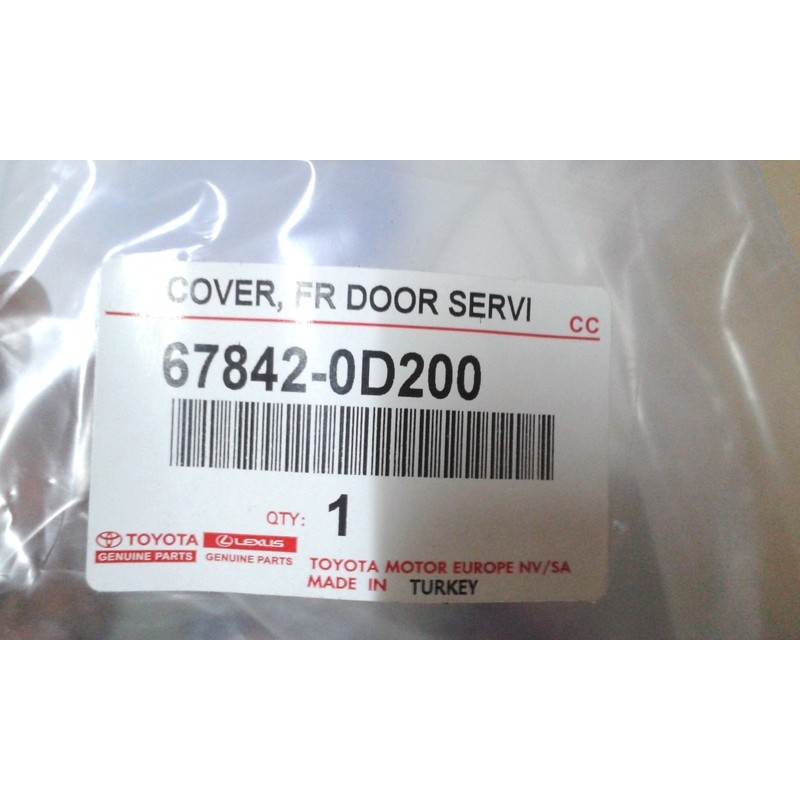 COVER, FR DOOR SERVI
CC
67842-0D200
QTY: 1
TOYOTA
GENUINE PARTS
LEXUS
GENUINE PARTS
TOYOTA MOTOR EUROPE NV/SA
MADE IN TURKEY